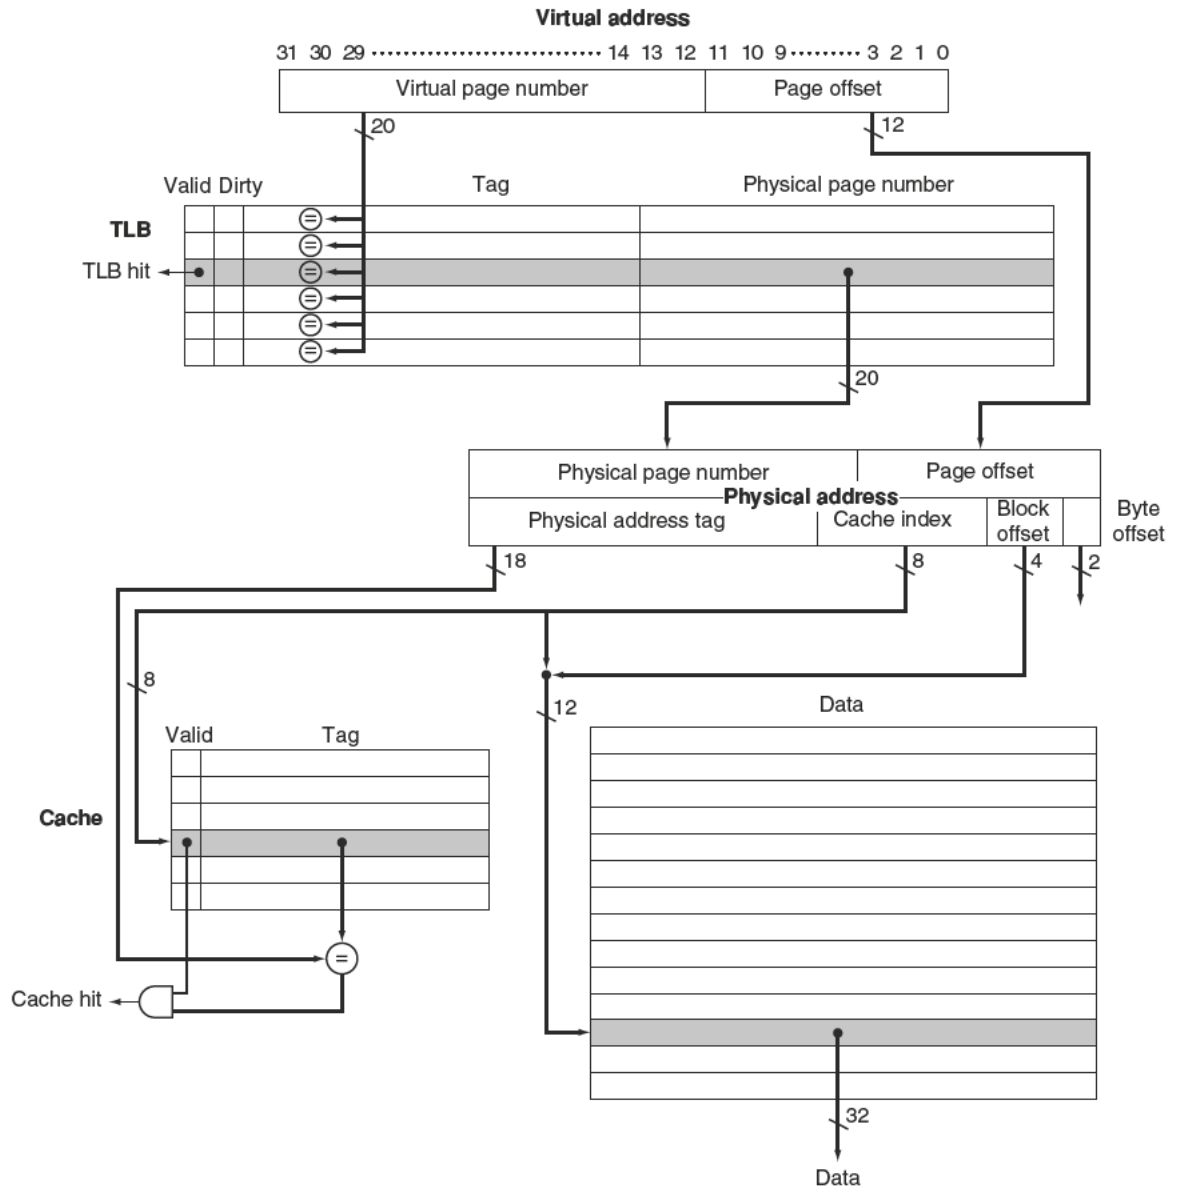 Virtual address
31 30 29 ··························· 14 13 12 11 10 9 ········· 3 2 1 0
Virtual page number Page offset
20 12
Valid Dirty Tag Physical page number
TLB
=
=
TLB hit =
=
=
=
20
Physical page number Page offset
Physical address
Physical address tag Cache index Block offset Byte offset
18 8 4 2
8
12
Data
Valid Tag
Cache
=
Cache hit
32
Data